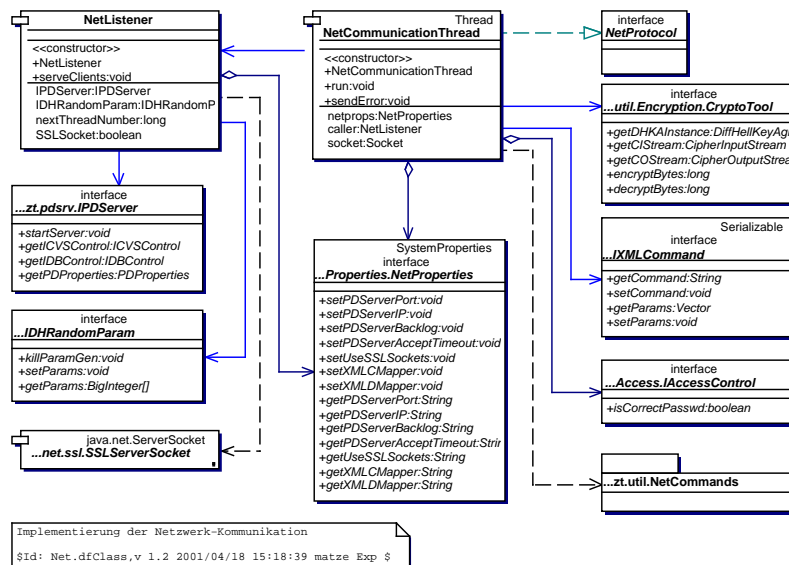 NetListener
<<constructor>>
+NetListener
+serveClients:void
IPDServer:IPDServer
IDHRandomParam:IDHRandomP
nextThreadNumber:long
SSLSocket:boolean
Thread
NetCommunicationThread
<<constructor>>
+NetCommunicationThread
+run:void
+sendError:void
netprops:NetProperties
caller:NetListener
socket:Socket
interface
NetProtocol
interface
...util.Encryption.CryptoTool
+getDHKAInstance:DiffHellKeyAg
+getCIStream:CipherInputStream
+getCOStream:CipherOutputStrea
+encryptBytes:long
+decryptBytes:long
interface
...zt.pdsrv.IPDServer
+startServer:void
+getICVSControl:ICVSControl
+getIDBControl:IDBControl
+getPDProperties:PDProperties
SystemProperties
interface
...Properties.NetProperties
+setPDServerPort:void
+setPDServerIP:void
+setPDServerBacklog:void
+setPDServerAcceptTimeout:void
+setUseSSLSockets:void
+setXMLCMapper:void
+setXMLDMapper:void
+getPDServerPort:String
+getPDServerIP:String
+getPDServerBacklog:String
+getPDServerAcceptTimeout:Strin
+getUseSSLSockets:String
+getXMLCMapper:String
+getXMLDMapper:String
Serializable
interface
...IXMLCommand
+getCommand:String
+setCommand:void
+getParams:Vector
+setParams:void
interface
...IDHRandomParam
+killParamGen:void
+setParams:void
+getParams:BigInteger[]
interface
...Access.IAccessControl
+isCorrectPasswd:boolean
java.net.ServerSocket
...net.ssl.SSLServerSocket
...zt.util.NetCommands
Implementierung der Netzwerk-Kommunikation
$Id: Net.dfClass,v 1.2 2001/04/18 15:18:39 matze Exp $